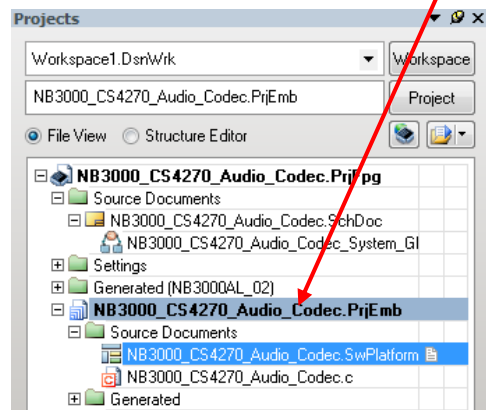 Projects
Workspace1.DsnWrk Workspace
NB3000_CS4270_Audio_Codec.PrjEmb Project
File View Structure Editor
NB3000_CS4270_Audio_Codec.PrjFpg
Source Documents
NB3000_CS4270_Audio_Codec.SchDoc
NB3000_CS4270_Audio_Codec_System_GI
Settings
Generated (NB3000AL_02)
NB3000_CS4270_Audio_Codec.PrjEmb
Source Documents
NB3000_CS4270_Audio_Codec.SwPlatform
NB3000_CS4270_Audio_Codec.c
Generated